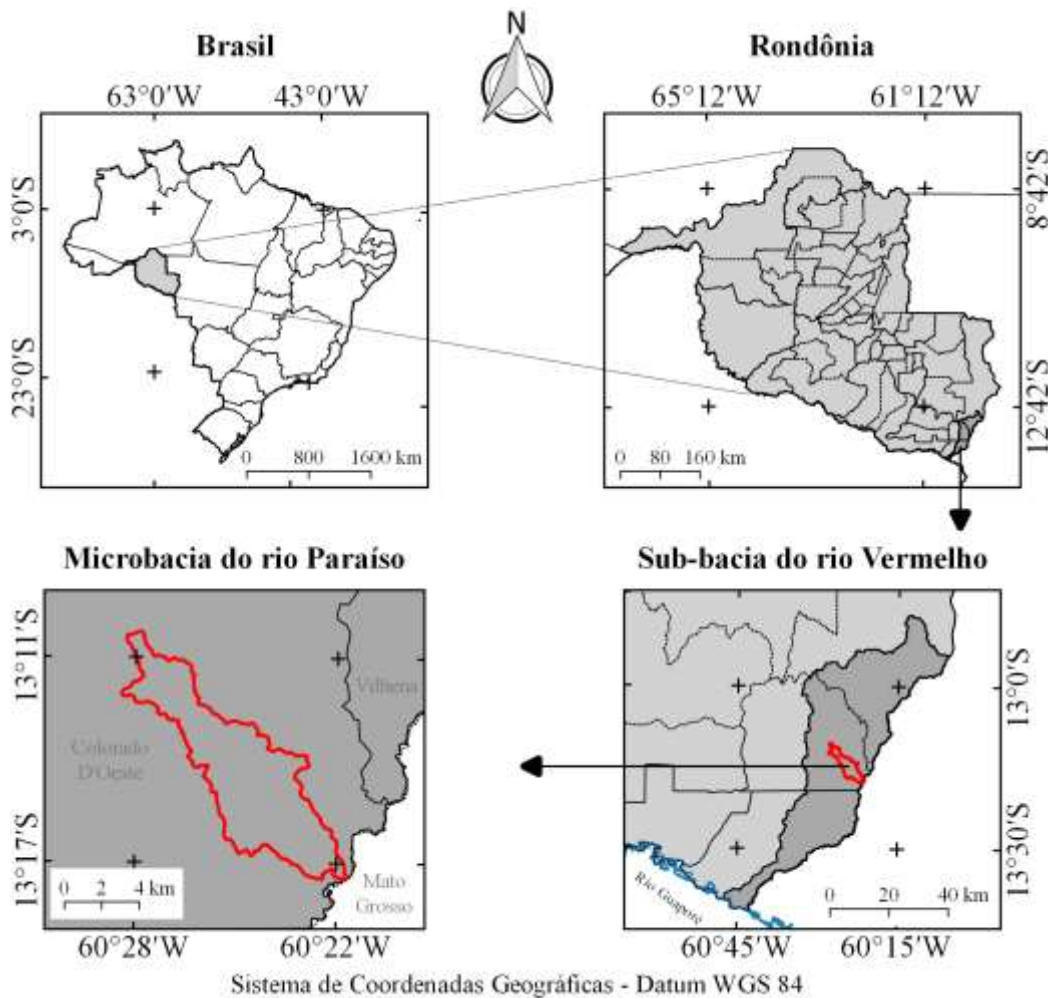 N
Brasil
Rondônia
63°0'W 43°0'W
65°12'W 61°12'W
3°0'S
23°0'S
8°42'S
12°42'S
0 800 1600 km
0 80 160 km
Microbacia do rio Paraíso
Sub-bacia do rio Vermelho
13°11'S
13°17'S
Vilhena
Colorado
D'Oeste
Mato
Grosso
0 2 4 km
60°28'W 60°22'W
13°0'S
13°30'S
Rio Guaporé
0 20 40 km
60°45'W 60°15'W
Sistema de Coordenadas Geográficas - Datum WGS 84